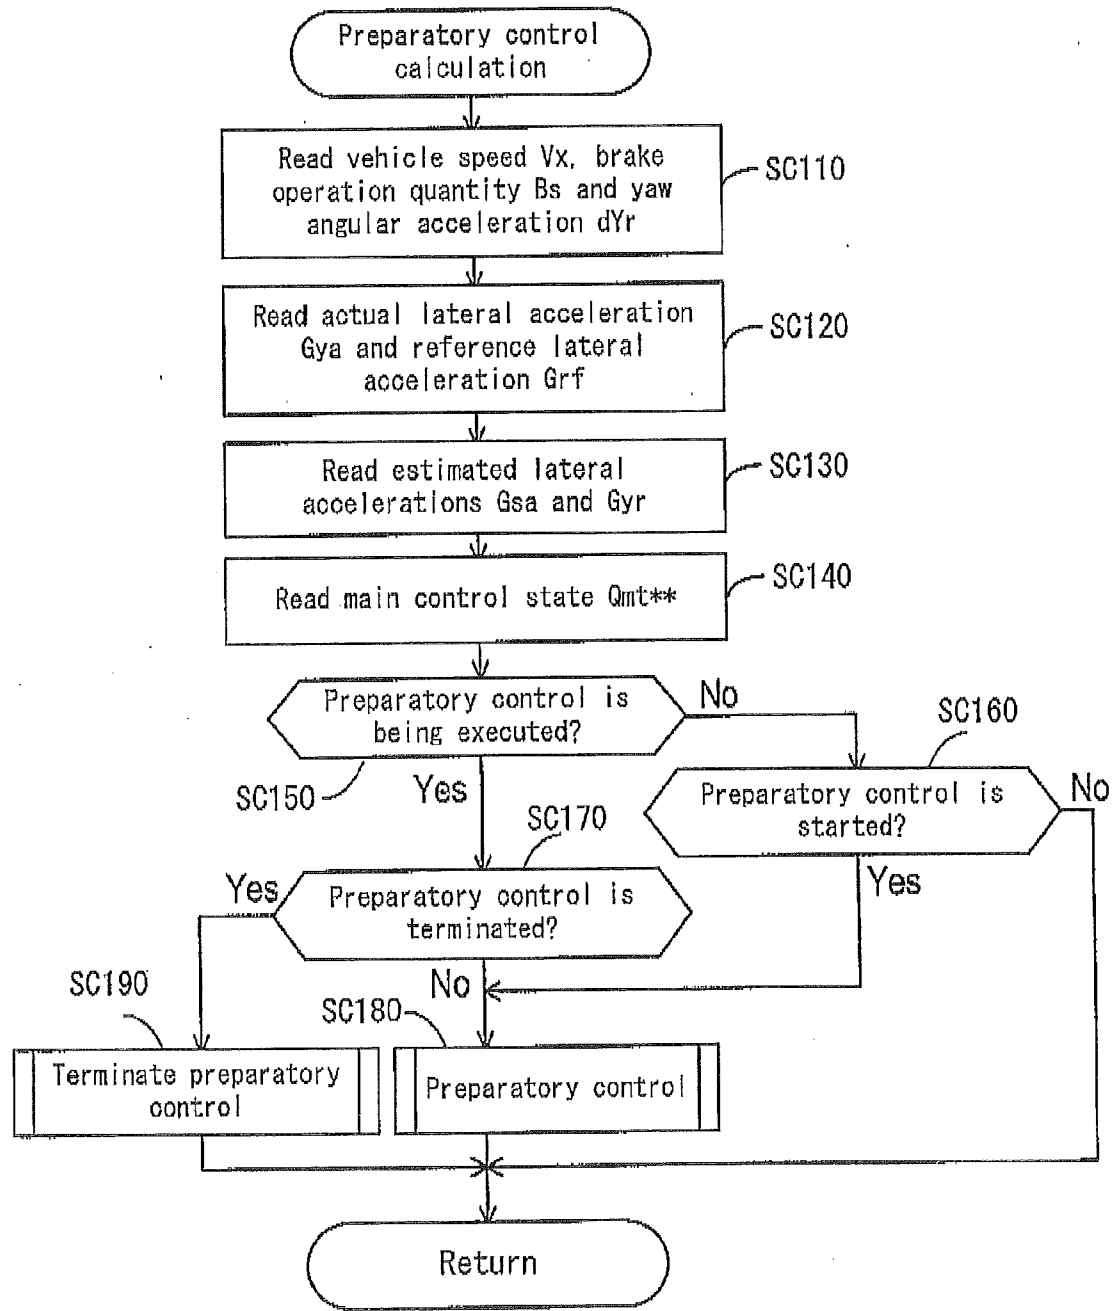 Preparatory control
calculation
Read vehicle speed Vx, brake
operation quantity Bs and yaw
angular acceleration dYr
SC110
Read actual lateral acceleration
Gya and reference lateral
acceleration Grf
SC120
Read estimated lateral
accelerations Gsa and Gyr
SC130
Read main control state Qmt**
SC140
Preparatory control is
being executed?
No
SC150
Yes
SC160
Preparatory control is
started?
No
Yes
SC170
Preparatory control is
terminated?
Yes
No
SC190
Terminate preparatory
control
SC180
Preparatory control
Return